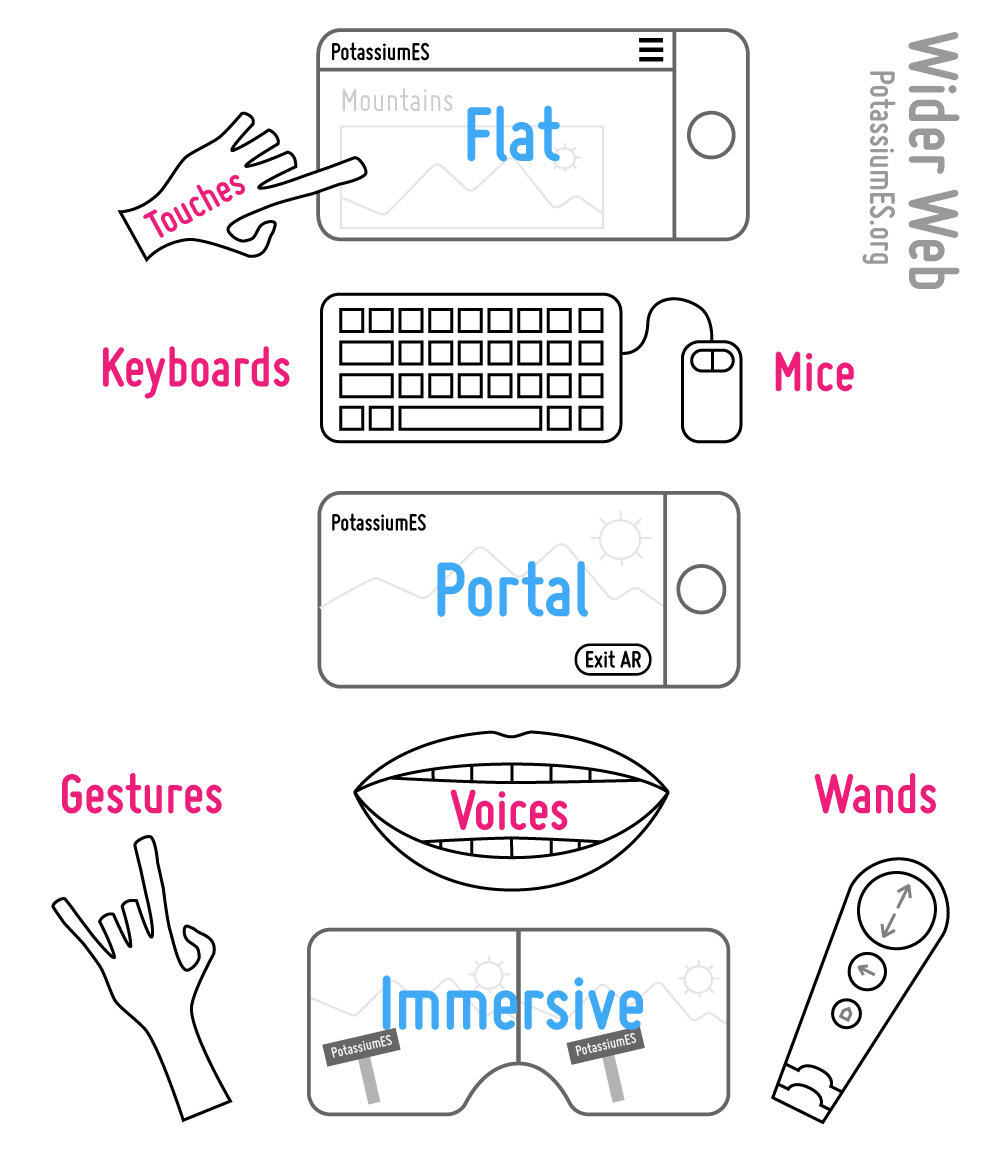 PotassiumES
Mountains
Flat
Touches
Wider Web
PotassiumES.org
Keyboards
Mice
PotassiumES
Portal
Exit AR
Gestures
Voices
Wands
Immersive
PotassiumES
PotassiumES